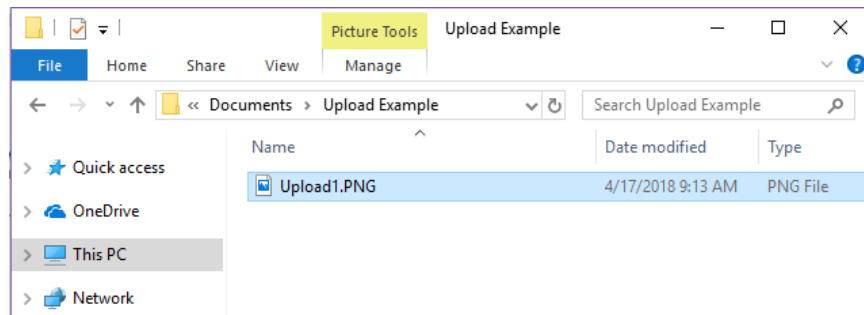 Picture Tools Upload Example
File Home Share View Manage
« Documents › Upload Example Search Upload Example
Name Date modified Type
Quick access
Upload1.PNG 4/17/2018 9:13 AM PNG File
OneDrive
This PC
Network